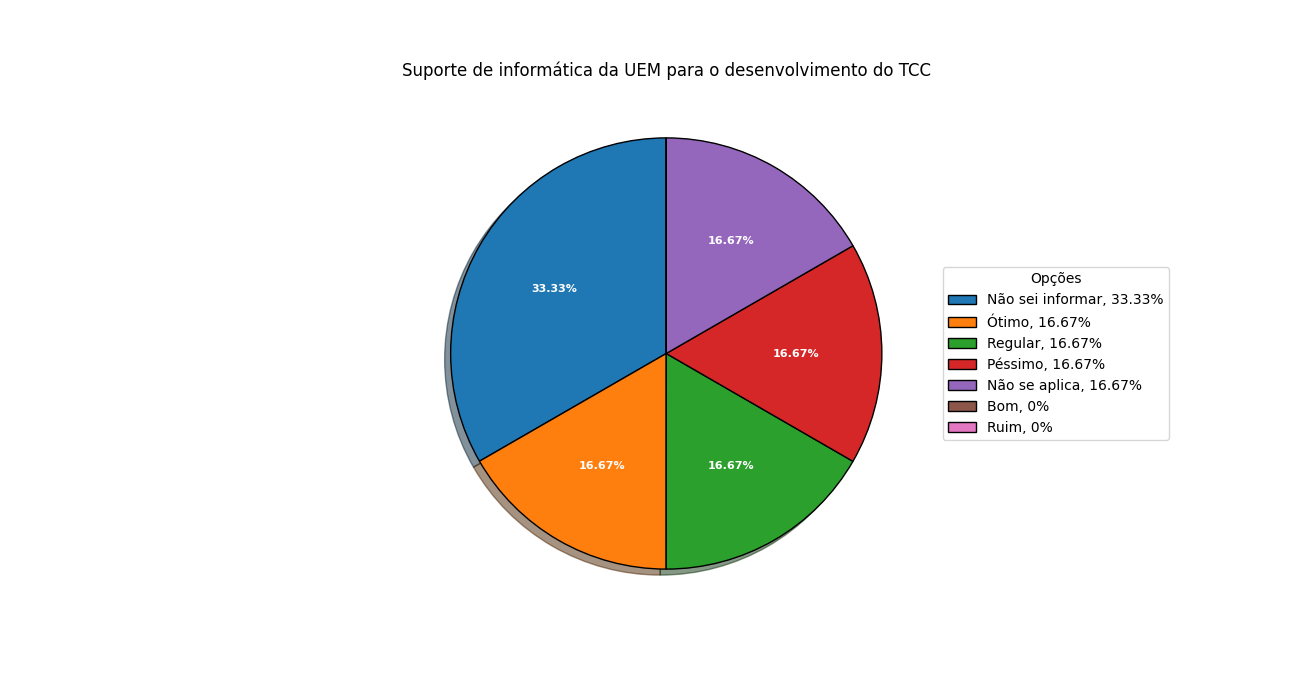 Suporte de informática da UEM para o desenvolvimento do TCC
16.67%
33.33%
16.67%
16.67%
16.67%
Opções
Não sei informar, 33.33%
Ótimo, 16.67%
Regular, 16.67%
Péssimo, 16.67%
Não se aplica, 16.67%
Bom, 0%
Ruim, 0%